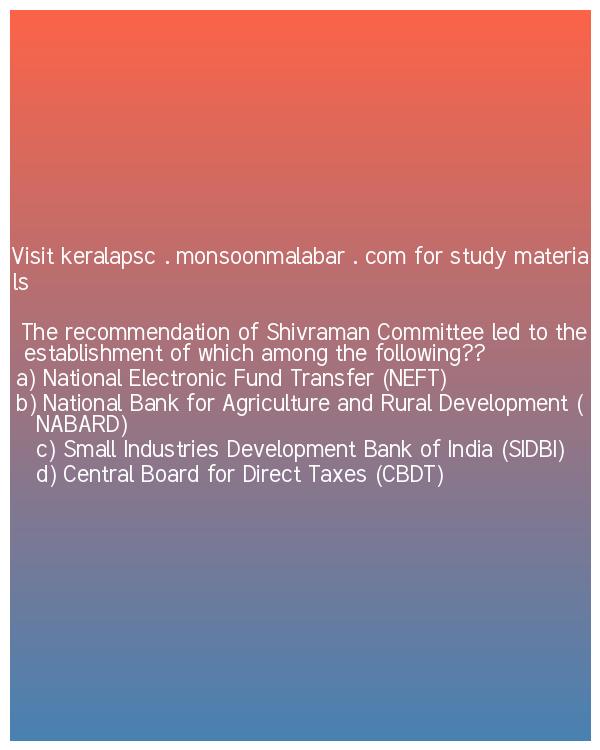 Visit keralapsc . monsoonmalabar . com for study materia
ls
The recommendation of Shivraman Committee led to the
establishment of which among the following??
a) National Electronic Fund Transfer (NEFT)
b) National Bank for Agriculture and Rural Development (
NABARD)
c) Small Industries Development Bank of India (SIDBI)
d) Central Board for Direct Taxes (CBDT)